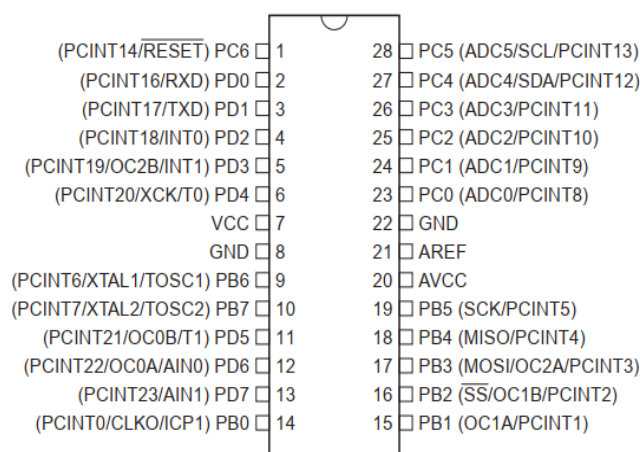 (PCINT14/RESET) PC6 1 28 PC5 (ADC5/SCL/PCINT13)
(PCINT16/RXD) PD0 2 27 PC4 (ADC4/SDA/PCINT12)
(PCINT17/TXD) PD1 3 26 PC3 (ADC3/PCINT11)
(PCINT18/INT0) PD2 4 25 PC2 (ADC2/PCINT10)
(PCINT19/OC2B/INT1) PD3 5 24 PC1 (ADC1/PCINT9)
(PCINT20/XCK/T0) PD4 6 23 PC0 (ADC0/PCINT8)
VCC 7 22 GND
GND 8 21 AREF
(PCINT6/XTAL1/TOSC1) PB6 9 20 AVCC
(PCINT7/XTAL2/TOSC2) PB7 10 19 PB5 (SCK/PCINT5)
(PCINT21/OC0B/T1) PD5 11 18 PB4 (MISO/PCINT4)
(PCINT22/OC0A/AIN0) PD6 12 17 PB3 (MOSI/OC2A/PCINT3)
(PCINT23/AIN1) PD7 13 16 PB2 (SS/OC1B/PCINT2)
(PCINT0/CLKO/ICP1) PB0 14 15 PB1 (OC1A/PCINT1)